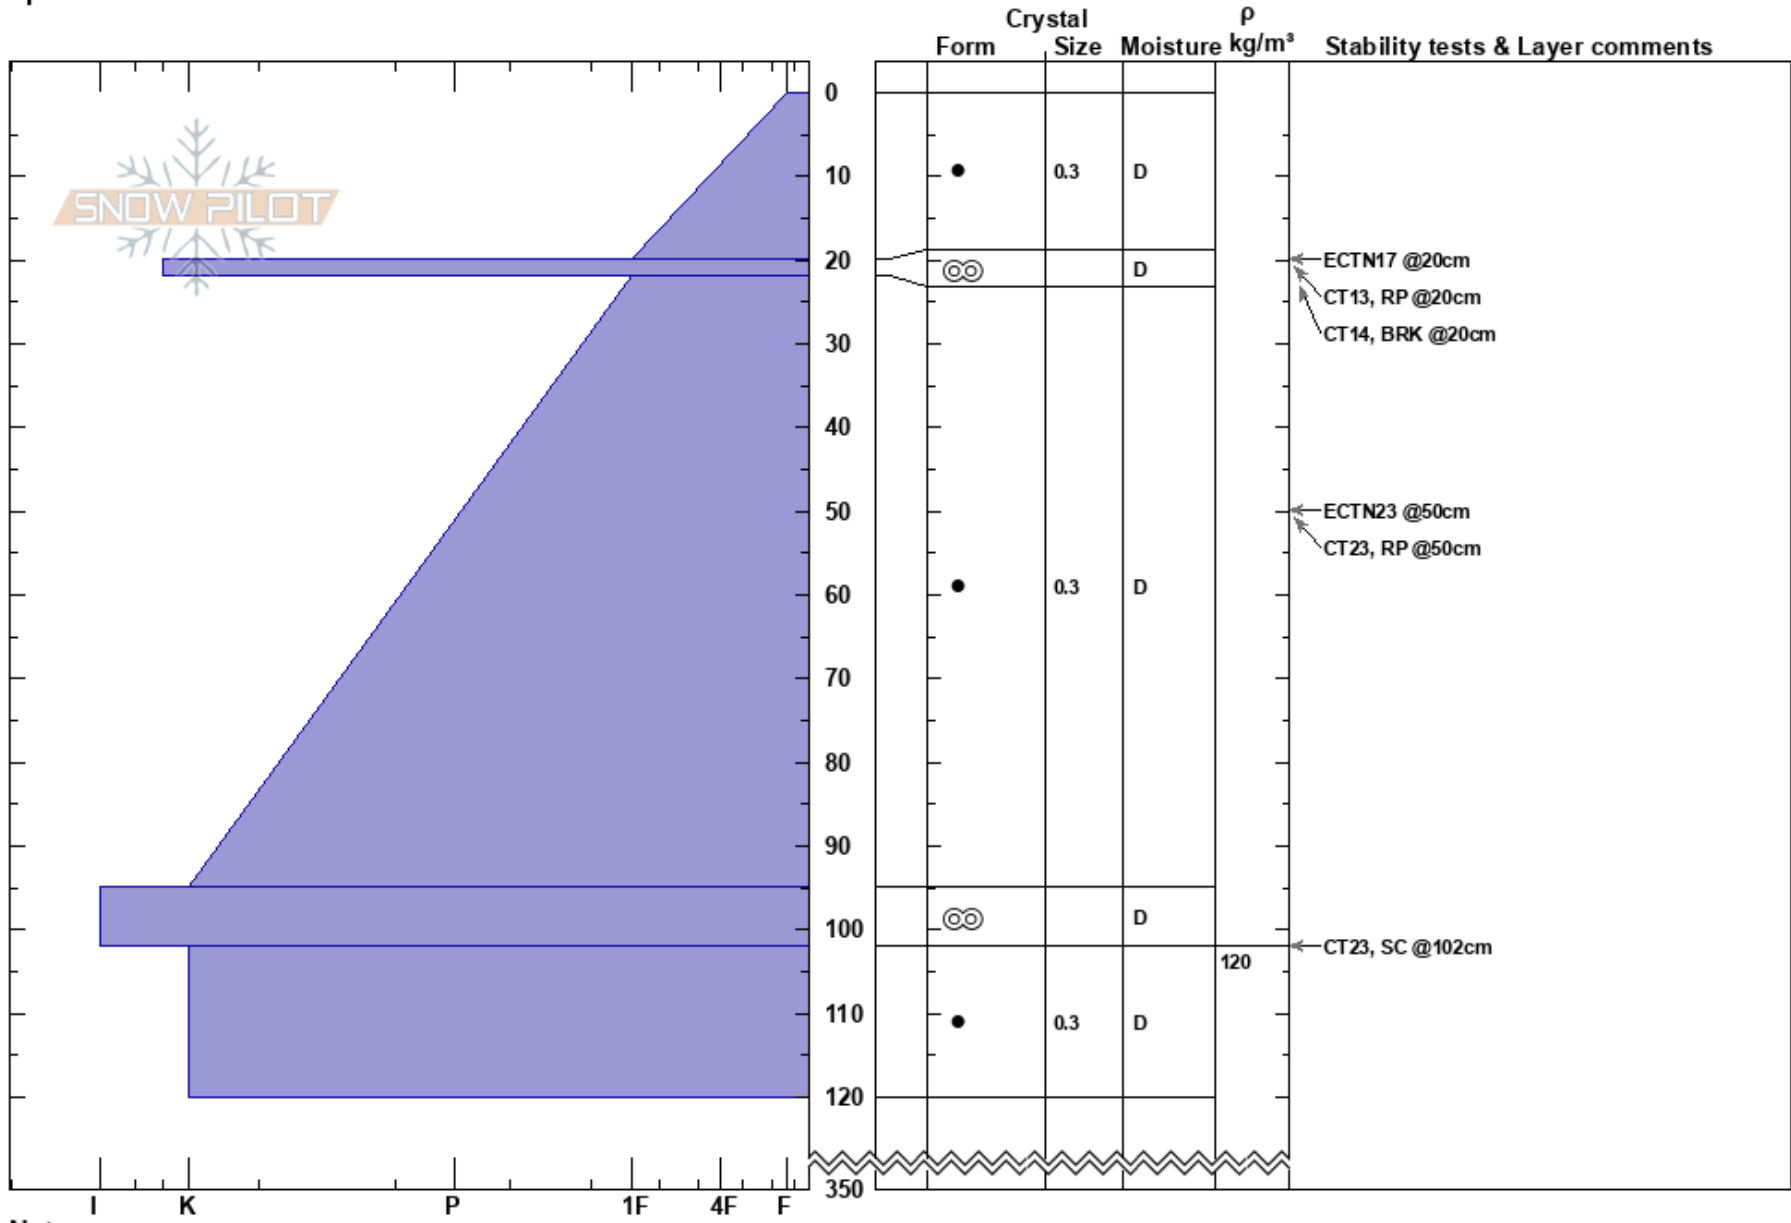 Crystal ρ
Form Size Moisture kg/m³ Stability tests & Layer comments
SNOW PILOT
0
10 0.3 D
20 D ECTN17 @20cm
CT13, RP @20cm
CT14, BRK @20cm
30
40
50 ECTN23 @50cm
CT23, RP @50cm
60 0.3 D
70
80
90
100 D
CT23, SC @102cm
120
110 0.3 D
120
350
I K P 1F 4F F